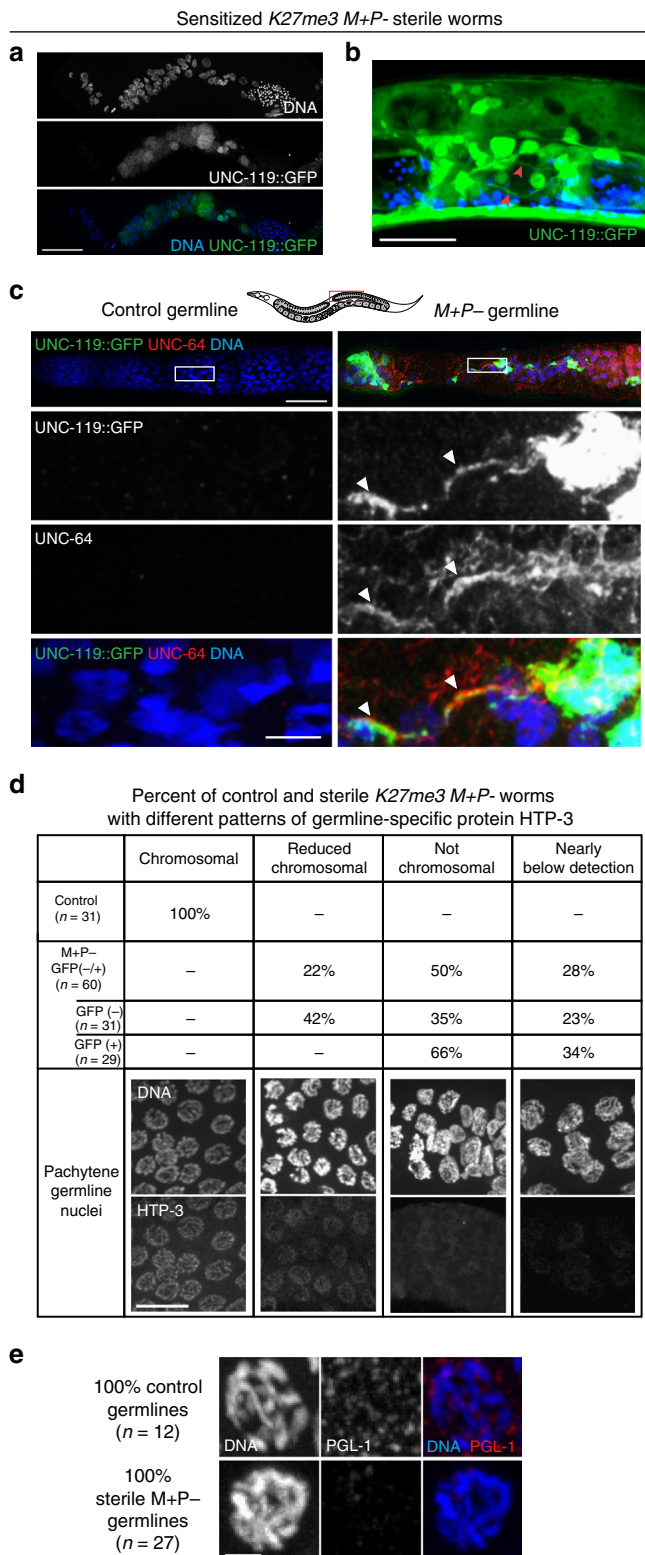 Sensitized K27me3 M+P- sterile worms
a
DNA
UNC-119::GFP
DNA UNC-119::GFP
b
UNC-119::GFP
c
Control germline
M+P– germline
UNC-119::GFP UNC-64 DNA
UNC-119::GFP
UNC-64
UNC-119::GFP UNC-64 DNA
d
Percent of control and sterile K27me3 M+P- worms
with different patterns of germline-specific protein HTP-3
Chromosomal
Reduced
chromosomal
Not
chromosomal
Nearly
below detection
Control
(n = 31)
100%
–
–
–
M+P–
GFP(–/+)
(n = 60)
–
22%
50%
28%
GFP (–)
(n = 31)
–
42%
35%
23%
GFP (+)
(n = 29)
–
–
66%
34%
Pachytene
germline
nuclei
DNA
HTP-3
e
100% control
germlines
(n = 12)
DNA
PGL-1
DNA PGL-1
100%
sterile M+P–
germlines
(n = 27)